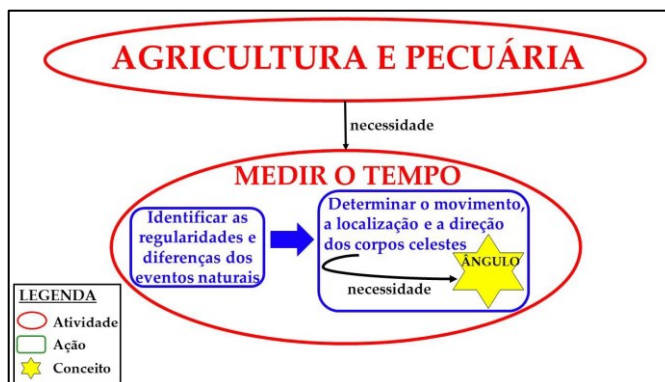 AGRICULTURA E PECUÁRIA
necessidade
MEDIR O TEMPO
Identificar as
regularidades e
diferenças dos
eventos naturais
Determinar o movimento,
a localização e a direção
dos corpos celestes
ÂNGULO
necessidade
LEGENDA
Atividade
Ação
Conceito